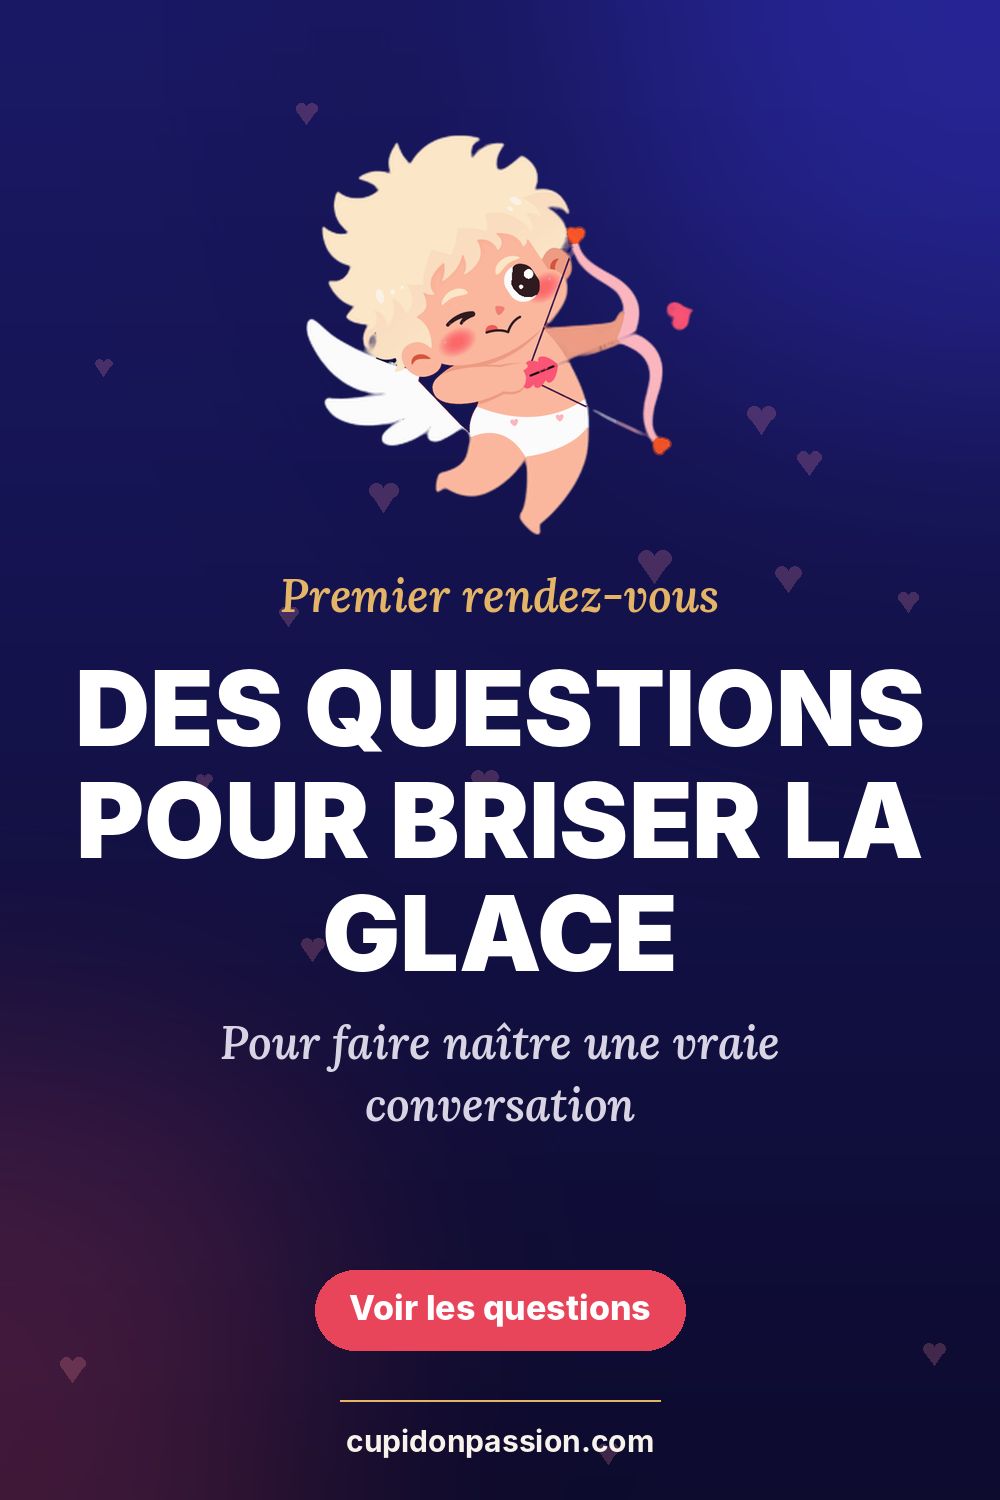 Premier rendez-vous
DES QUESTIONS
POUR BRISER LA
GLACE
Pour faire naître une vraie
conversation
Voir les questions
cupidonpassion.com